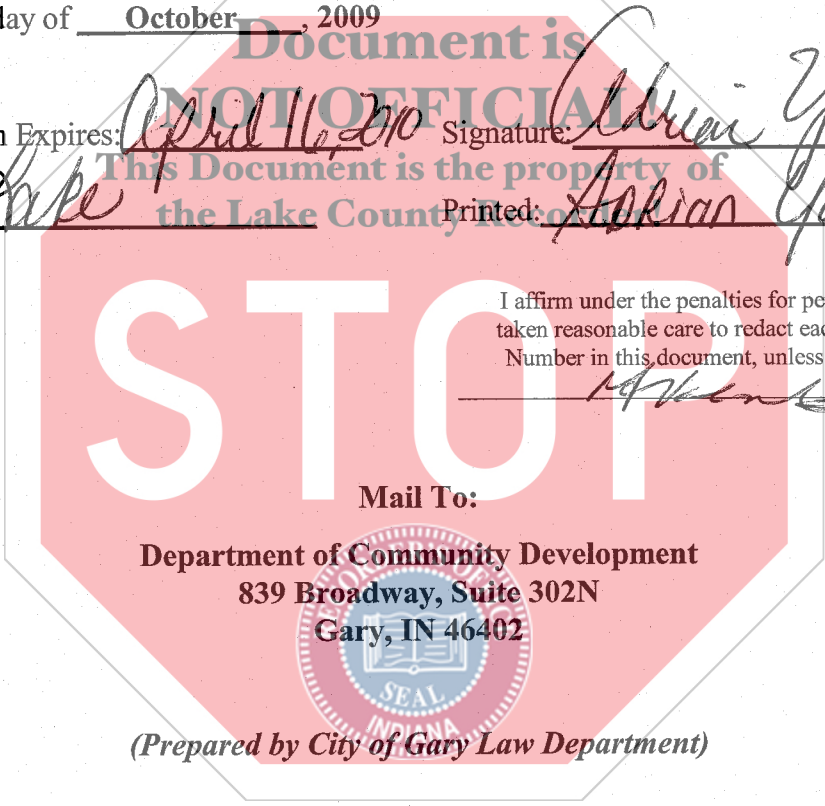 day of October, 2009
Document is
NOT OFFICIAL!
Expires: April 16, 2010 Signature: Adrian
This Document is the property of
Lake
the Lake County Recorder!
Printed: Adrian
I affirm under the penalties for
taken reasonable care to redact
Number in this document, unless
STOP
Mail To:
Department of Community Development
839 Broadway, Suite 302N
Gary, IN 46402
SEAL
INDIANA
(Prepared by City of Gary Law Department)